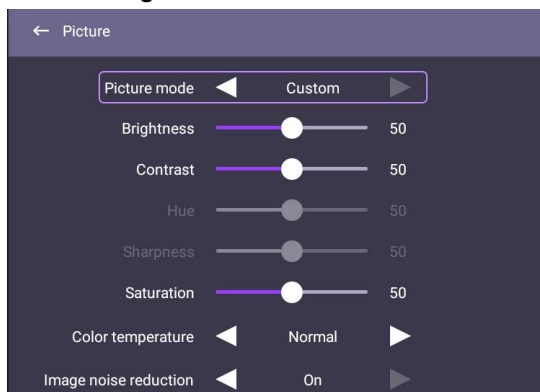 ← Picture
Picture mode Custom
Brightness 50
Contrast 50
Hue 50
Sharpness 50
Saturation 50
Color temperature Normal
Image noise reduction On